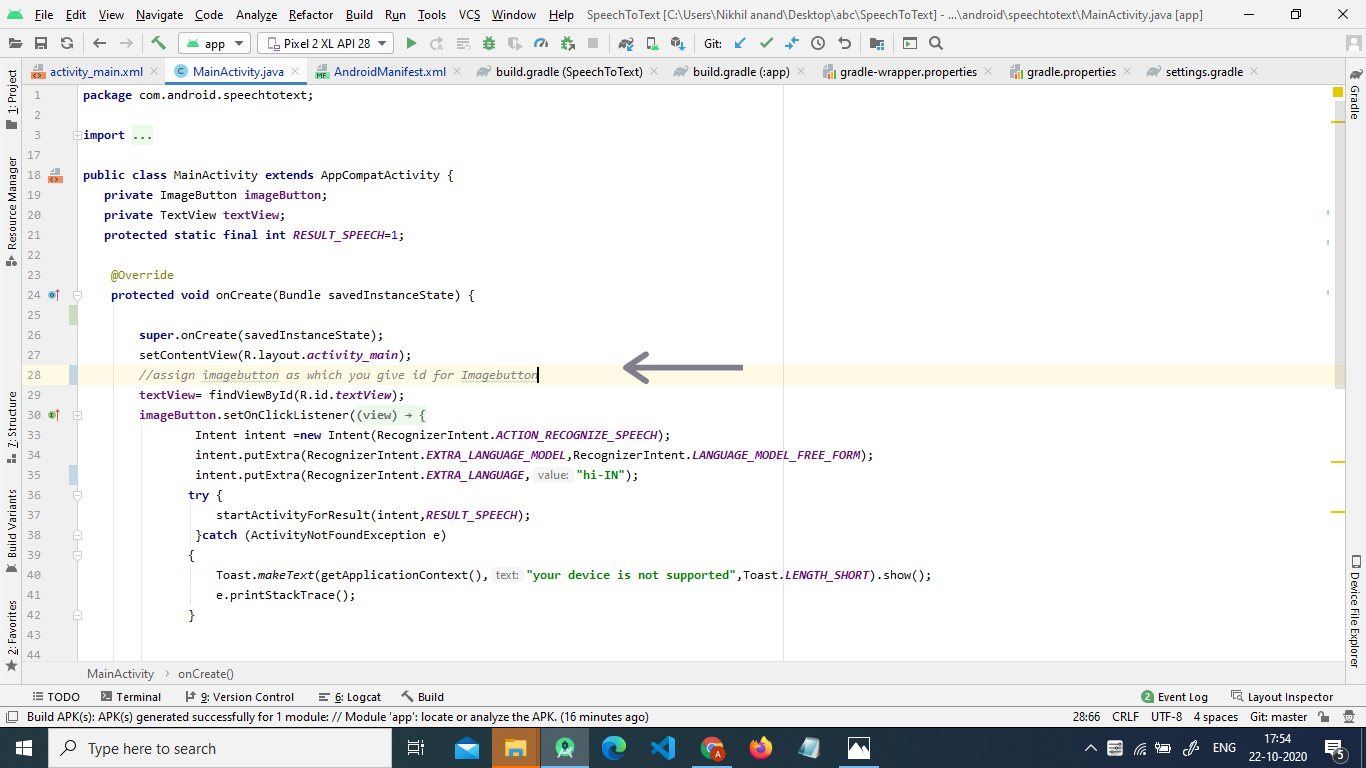 File Edit View Navigate Code Analyze Refactor Build Run Tools VCS Window Help SpeechToText [C:\Users\Nikhil anand\Desktop\abc\SpeechToText] - ...\android\speechtotext\MainActivity.java [app]
app Pixel 2 XL API 28 Git:
activity_main.xml MainActivity.java AndroidManifest.xml build.gradle (SpeechToText) build.gradle (:app) gradle-wrapper.properties gradle.properties settings.gradle
1: Project
Resource Manager
7: Structure
Build Variants
2: Favorites
Gradle
Device File Explorer
1 package com.android.speechtotext;
2
3 import ...
17
18 public class MainActivity extends AppCompatActivity {
19 private ImageButton imageButton;
20 private TextView textView;
21 protected static final int RESULT_SPEECH=1;
22
23 @Override
24 protected void onCreate(Bundle savedInstanceState) {
25
26 super.onCreate(savedInstanceState);
27 setContentView(R.layout.activity_main);
28 //assign imagebutton as which you give id for Imagebutton
29 textView= findViewById(R.id.textView);
30 imageButton.setOnClickListener((view) → {
33 Intent intent =new Intent(RecognizerIntent.ACTION_RECOGNIZE_SPEECH);
34 intent.putExtra(RecognizerIntent.EXTRA_LANGUAGE_MODEL,RecognizerIntent.LANGUAGE_MODEL_FREE_FORM);
35 intent.putExtra(RecognizerIntent.EXTRA_LANGUAGE, value: "hi-IN");
36 try {
37 startActivityForResult(intent,RESULT_SPEECH);
38 }catch (ActivityNotFoundException e)
39 {
40 Toast.makeText(getApplicationContext(), text: "your device is not supported",Toast.LENGTH_SHORT).show();
41 e.printStackTrace();
42 }
43
44
MainActivity > onCreate()
TODO Terminal 9: Version Control 6: Logcat Build 2 Event Log Layout Inspector
Build APK(s): APK(s) generated successfully for 1 module: // Module 'app': locate or analyze the APK. (16 minutes ago) 28:66 CRLF UTF-8 4 spaces Git: master
Type here to search ENG 17:54
22-10-2020 5